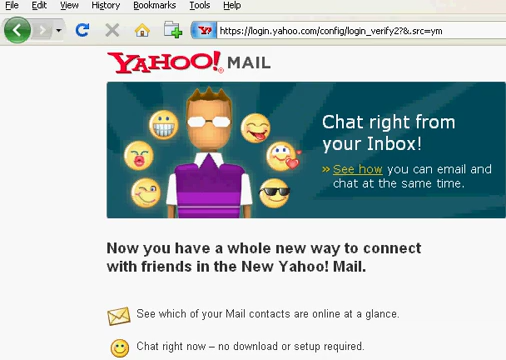 File Edit View History Bookmarks Tools Help
Y! https://login.yahoo.com/config/login_verify2?&.src=ym
YAHOO! MAIL
Chat right from
your Inbox!
» See how you can email and
chat at the same time.
Now you have a whole new way to connect
with friends in the New Yahoo! Mail.
See which of your Mail contacts are online at a glance.
Chat right now – no download or setup required.